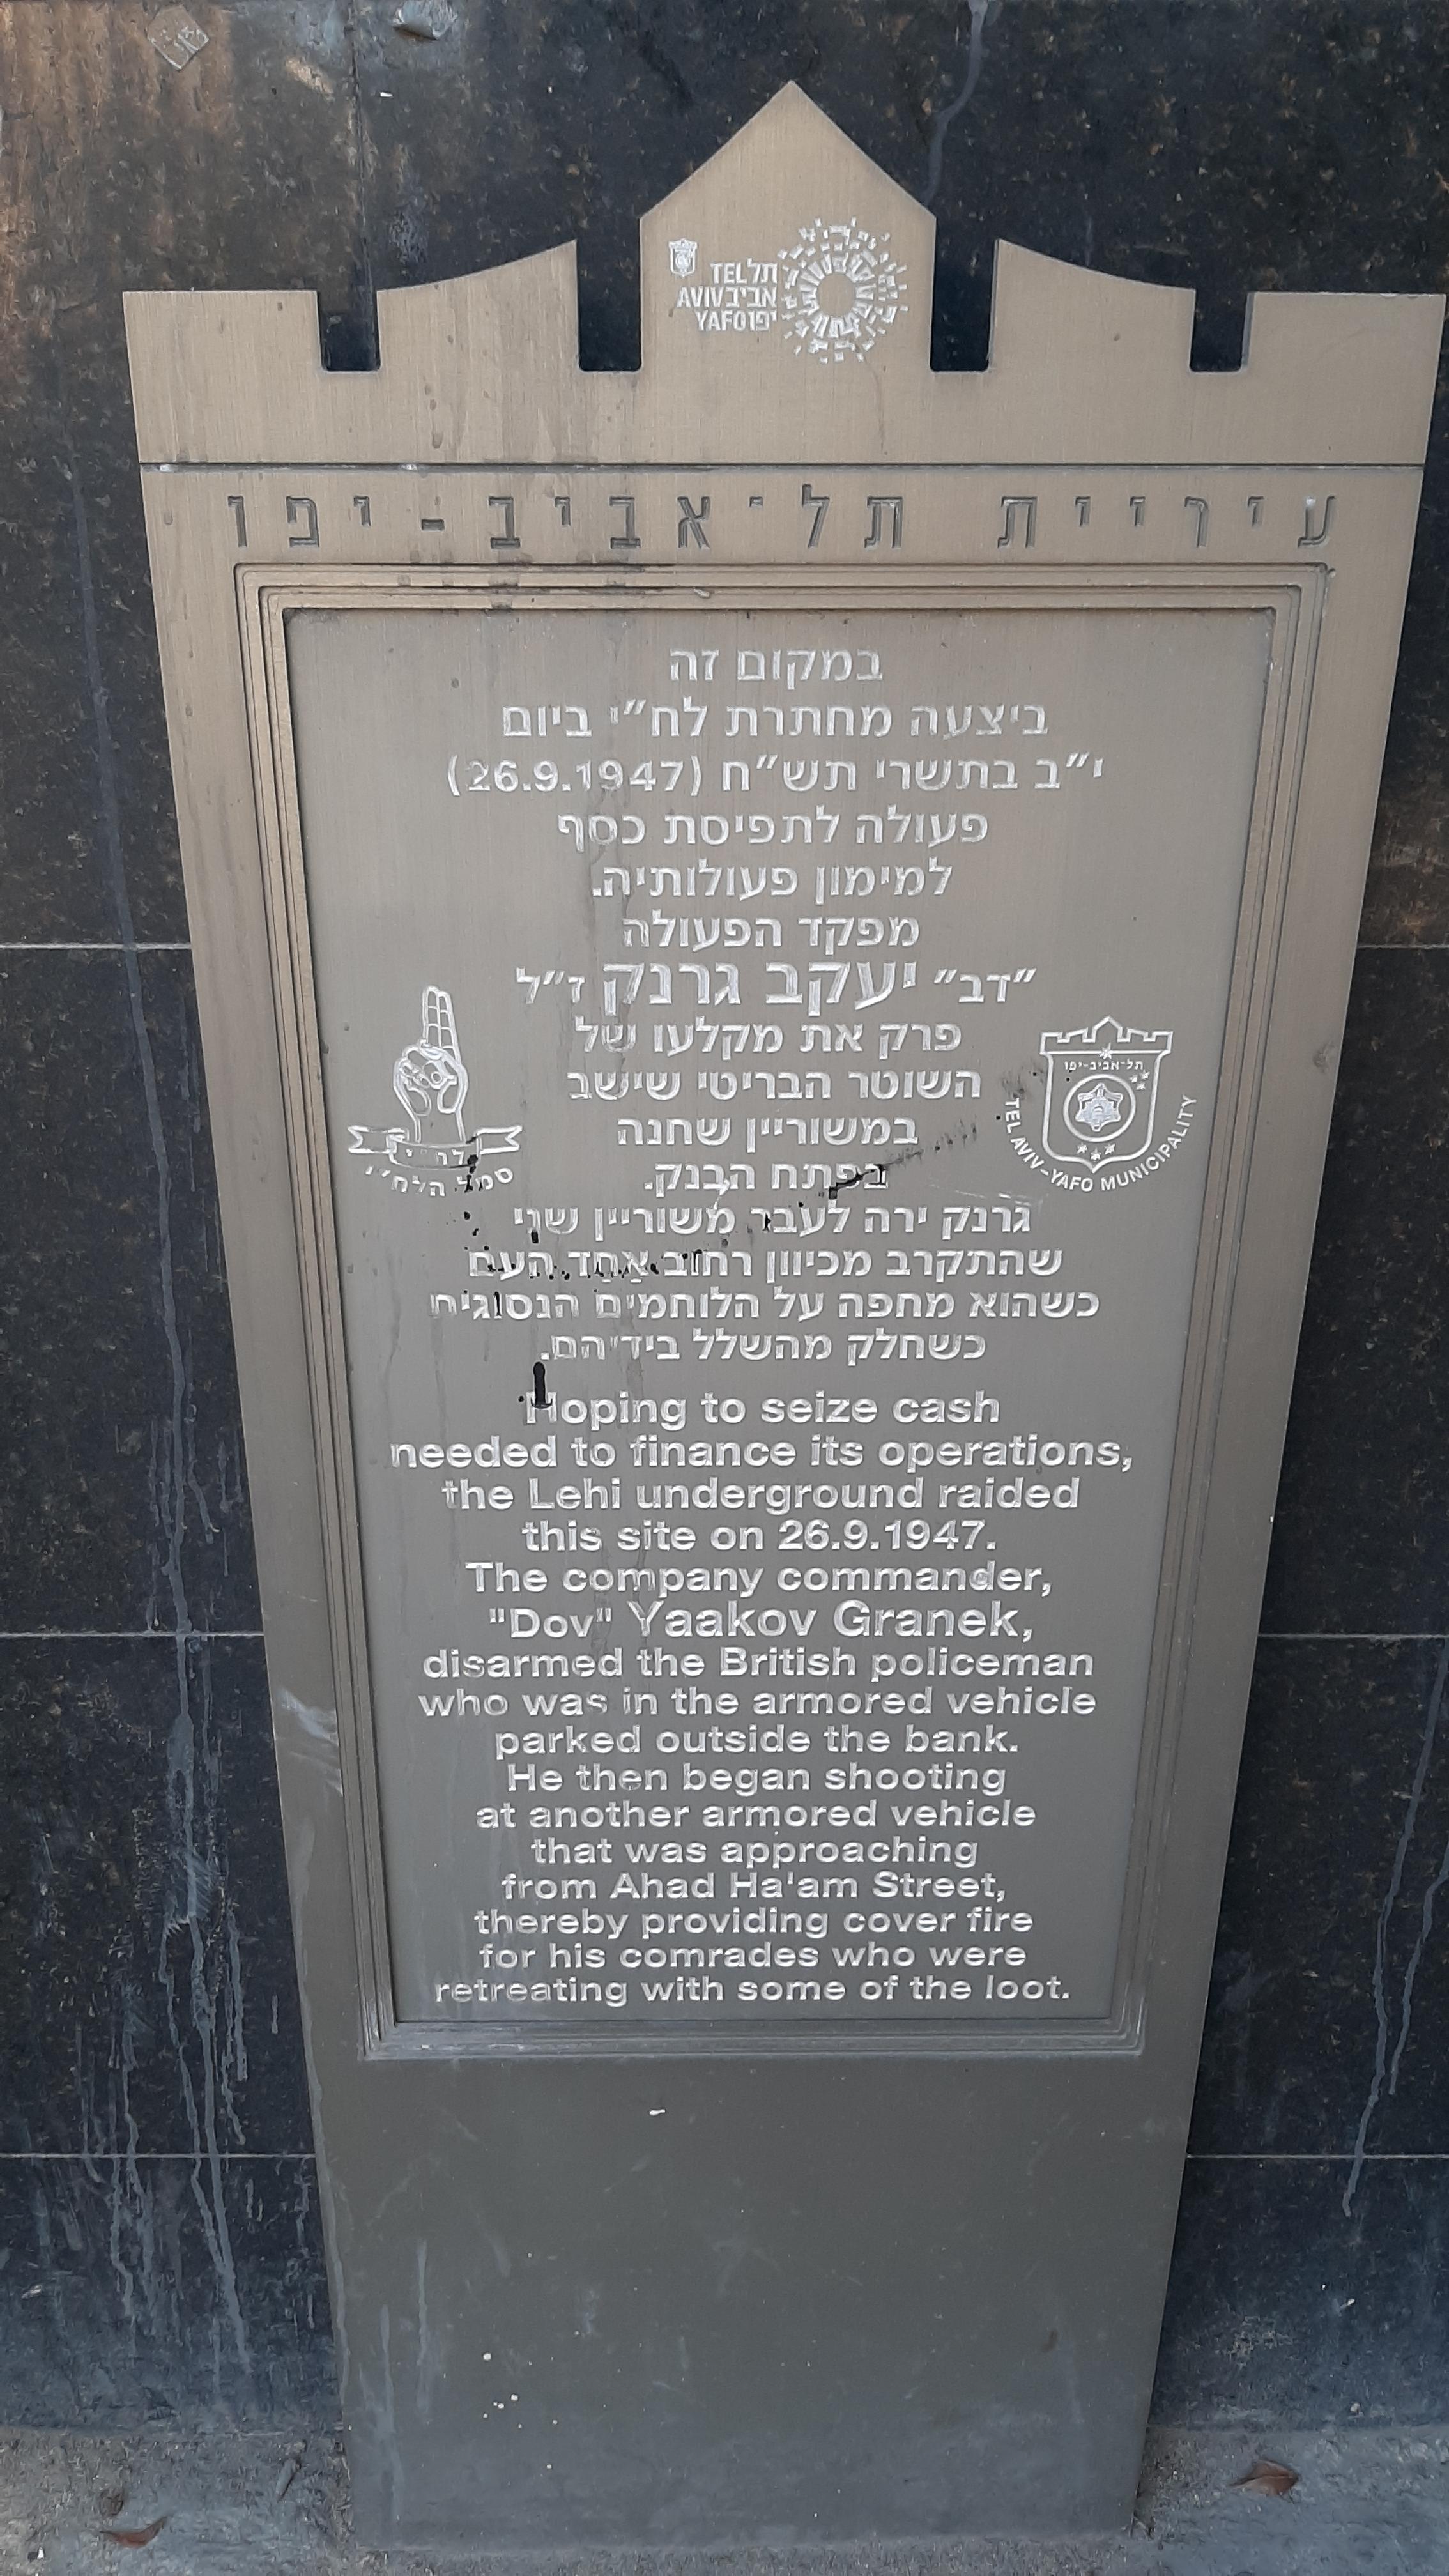 TEL תל
AVIV אביב
YAFO יפו
עיריית תל־אביב-יפו
במקום זה
ביצעה מחתרת לח״י ביום
י״ב בתשרי תש״ח (26.9.1947)
פעולה לתפיסת כסף
למימון פעולותיה.
מפקד הפעולה
״דב״ יעקב גרנק ז״ל
פרק את מקלעו של
השוטר הבריטי שישב
במשוריין שחנה
בפתח הבנק.
גרנק ירה לעבר משוריין שני
שהתקרב מכיוון רחוב אחד העם
כשהוא מחפה על הלוחמים הנסוגים
כשחלק מהשלל בידיהם.
תל־אביב-יפו
TEL AVIV-YAFO MUNICIPALITY
לח״י
סמל הלח״י
Hoping to seize cash
needed to finance its operations,
the Lehi underground raided
this site on 26.9.1947.
The company commander,
"Dov" Yaakov Granek,
disarmed the British policeman
who was in the armored vehicle
parked outside the bank.
He then began shooting
at another armored vehicle
that was approaching
from Ahad Ha'am Street,
thereby providing cover fire
for his comrades who were
retreating with some of the loot.